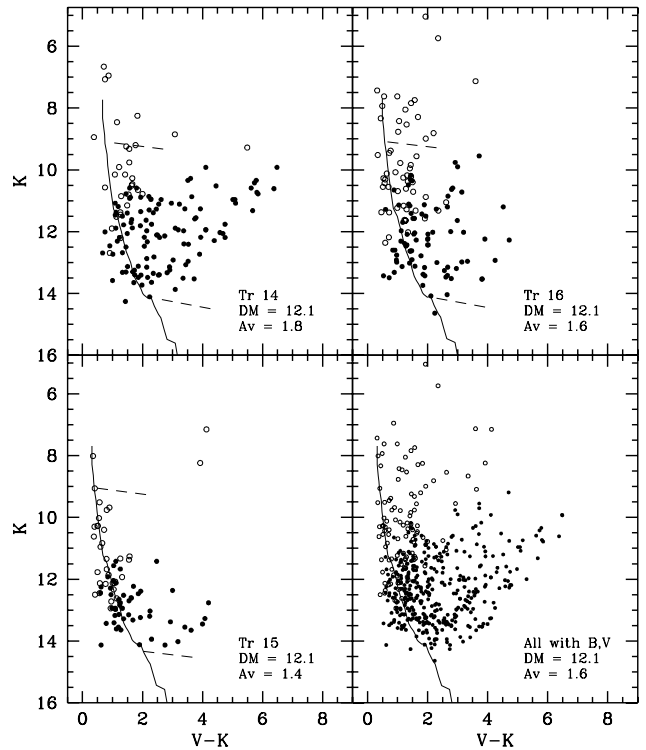 6
8
10
12
14
16
K
Tr 14
DM = 12.1
Av = 1.8
Tr 16
DM = 12.1
Av = 1.6
6
8
10
12
14
16
K
Tr 15
DM = 12.1
Av = 1.4
All with B,V
DM = 12.1
Av = 1.6
0 2 4 6 8
0 2 4 6 8
V-K
V-K